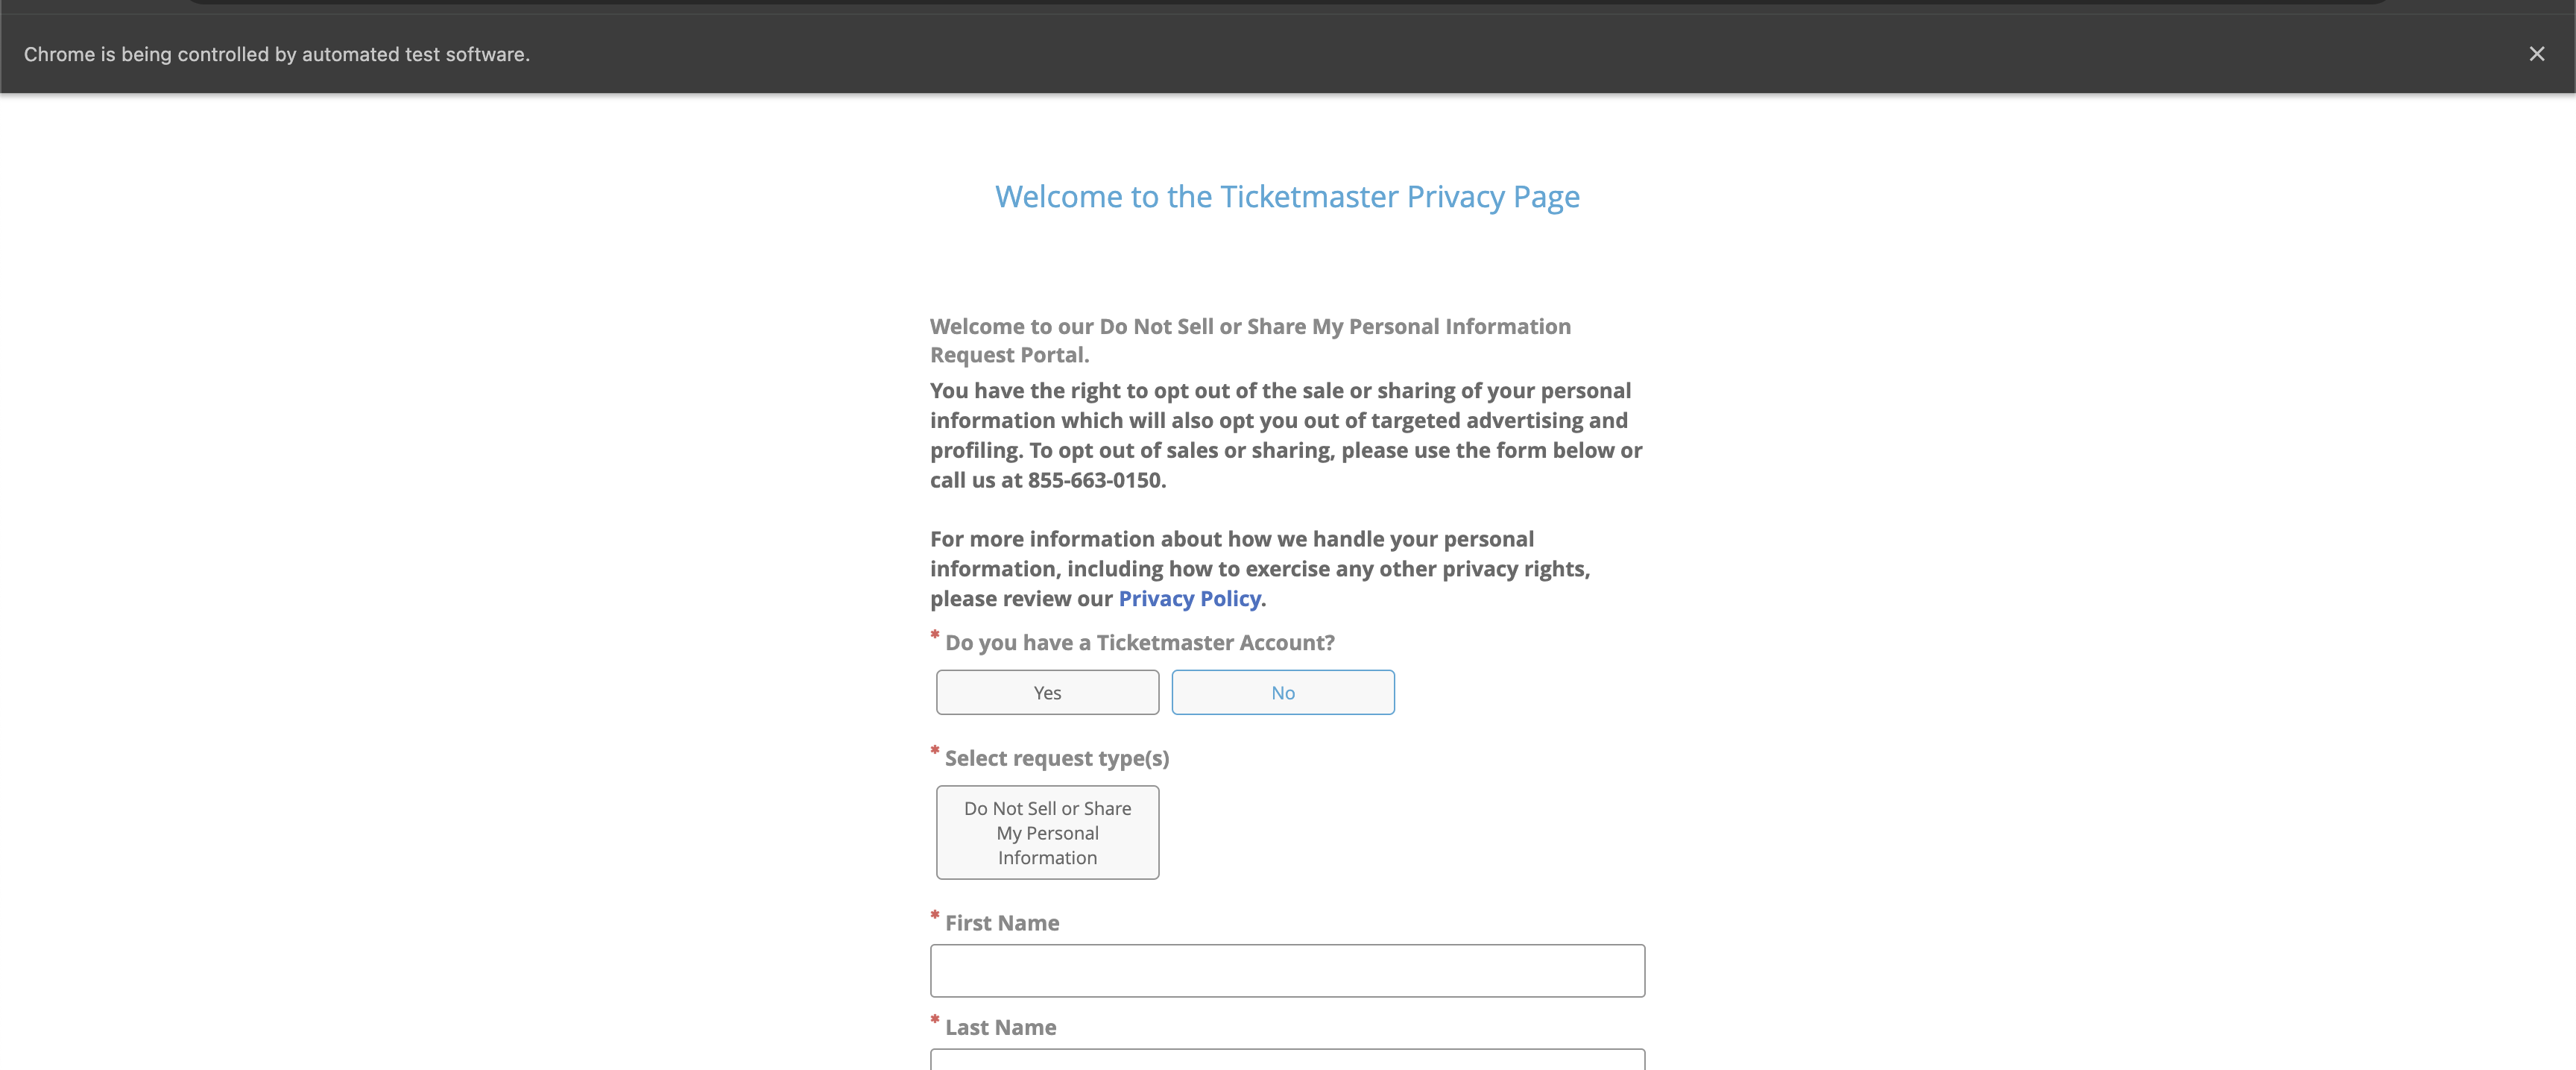 Chrome is being controlled by automated test software.
Welcome to the Ticketmaster Privacy Page
Welcome to our Do Not Sell or Share My Personal Information
Request Portal.
You have the right to opt out of the sale or sharing of your personal
information which will also opt you out of targeted advertising and
profiling. To opt out of sales or sharing, please use the form below or
call us at 855-663-0150.
For more information about how we handle your personal
information, including how to exercise any other privacy rights,
please review our Privacy Policy.
* Do you have a Ticketmaster Account?
Yes No
* Select request type(s)
Do Not Sell or Share
My Personal
Information
* First Name
* Last Name